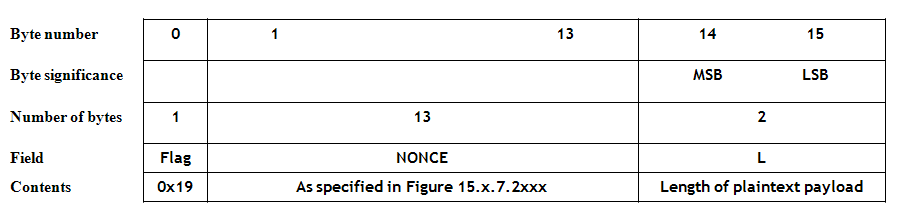 Byte number 0 1 13 14 15
Byte significance MSB LSB
Number of bytes 1 13 2
Field Flag NONCE L
Contents 0x19 As specified in Figure 15.x.7.2xxx Length of plaintext payload